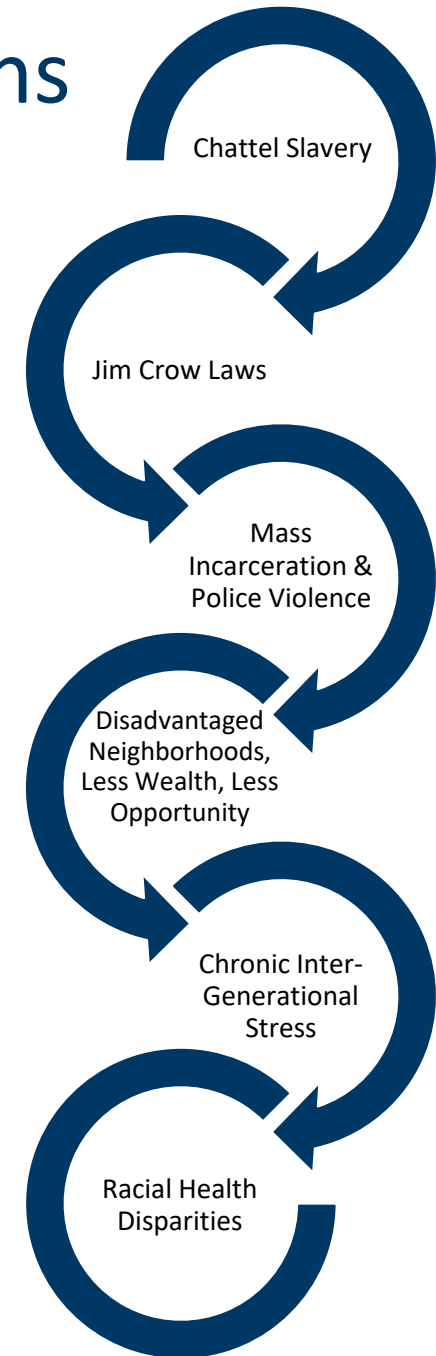 ns
Chattel Slavery
Jim Crow Laws
Mass
Incarceration &
Police Violence
Disadvantaged
Neighborhoods,
Less Wealth, Less
Opportunity
Chronic Inter-
Generational
Stress
Racial Health
Disparities